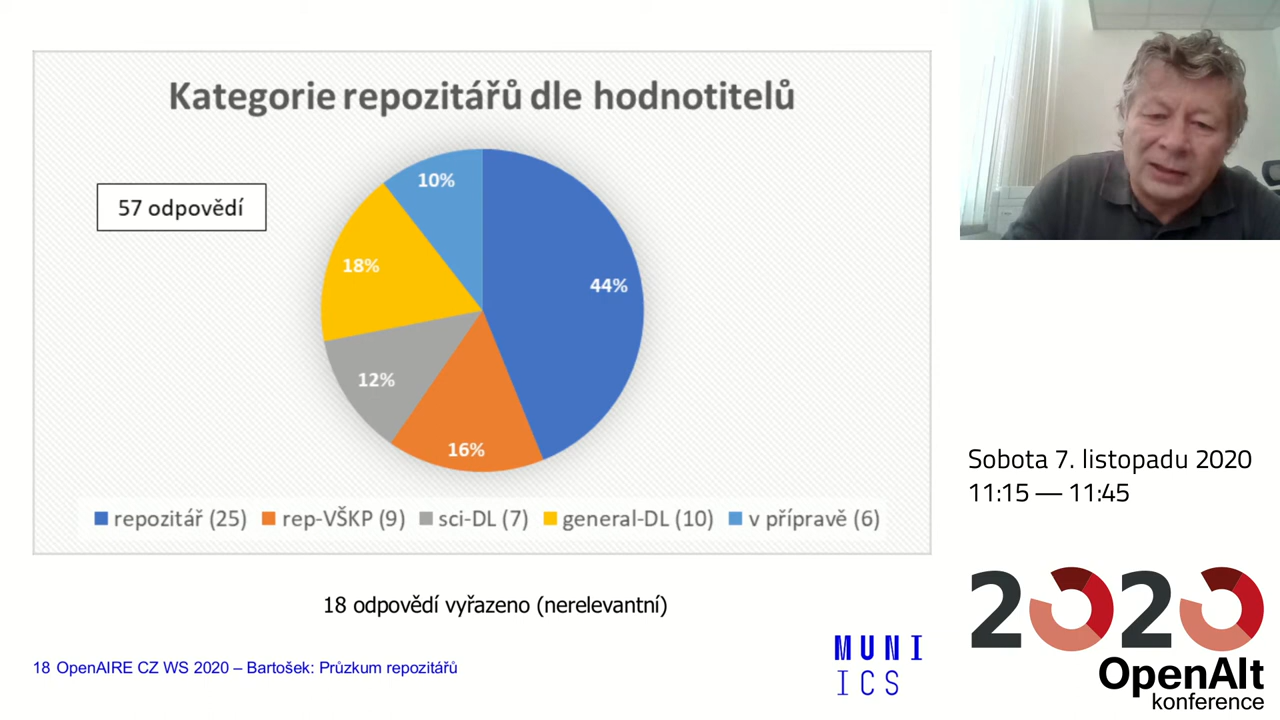 Kategorie repozitářů dle hodnotitelů
57 odpovědí
10%
44%
18%
12%
16%
repozitář (25) rep-VŠKP (9) sci-DL (7) general-DL (10) v přípravě (6)
18 odpovědí vyřazeno (nerelevantní)
18 OpenAIRE CZ WS 2020 – Bartošek: Průzkum repozitářů
MUNI
ICS
Sobota 7. listopadu 2020
11:15 — 11:45
2020
OpenAlt
konference